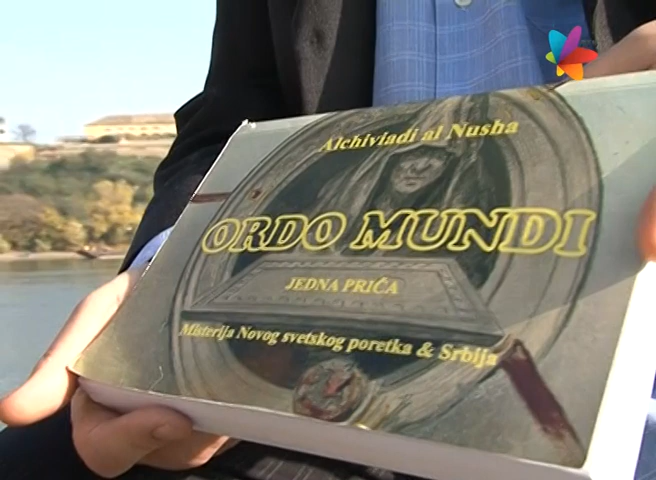 Alchiviadi al Nusha
ORDO MUNDI
JEDNA PRIČA
Misterija Novog svetskog poretka & Srbija